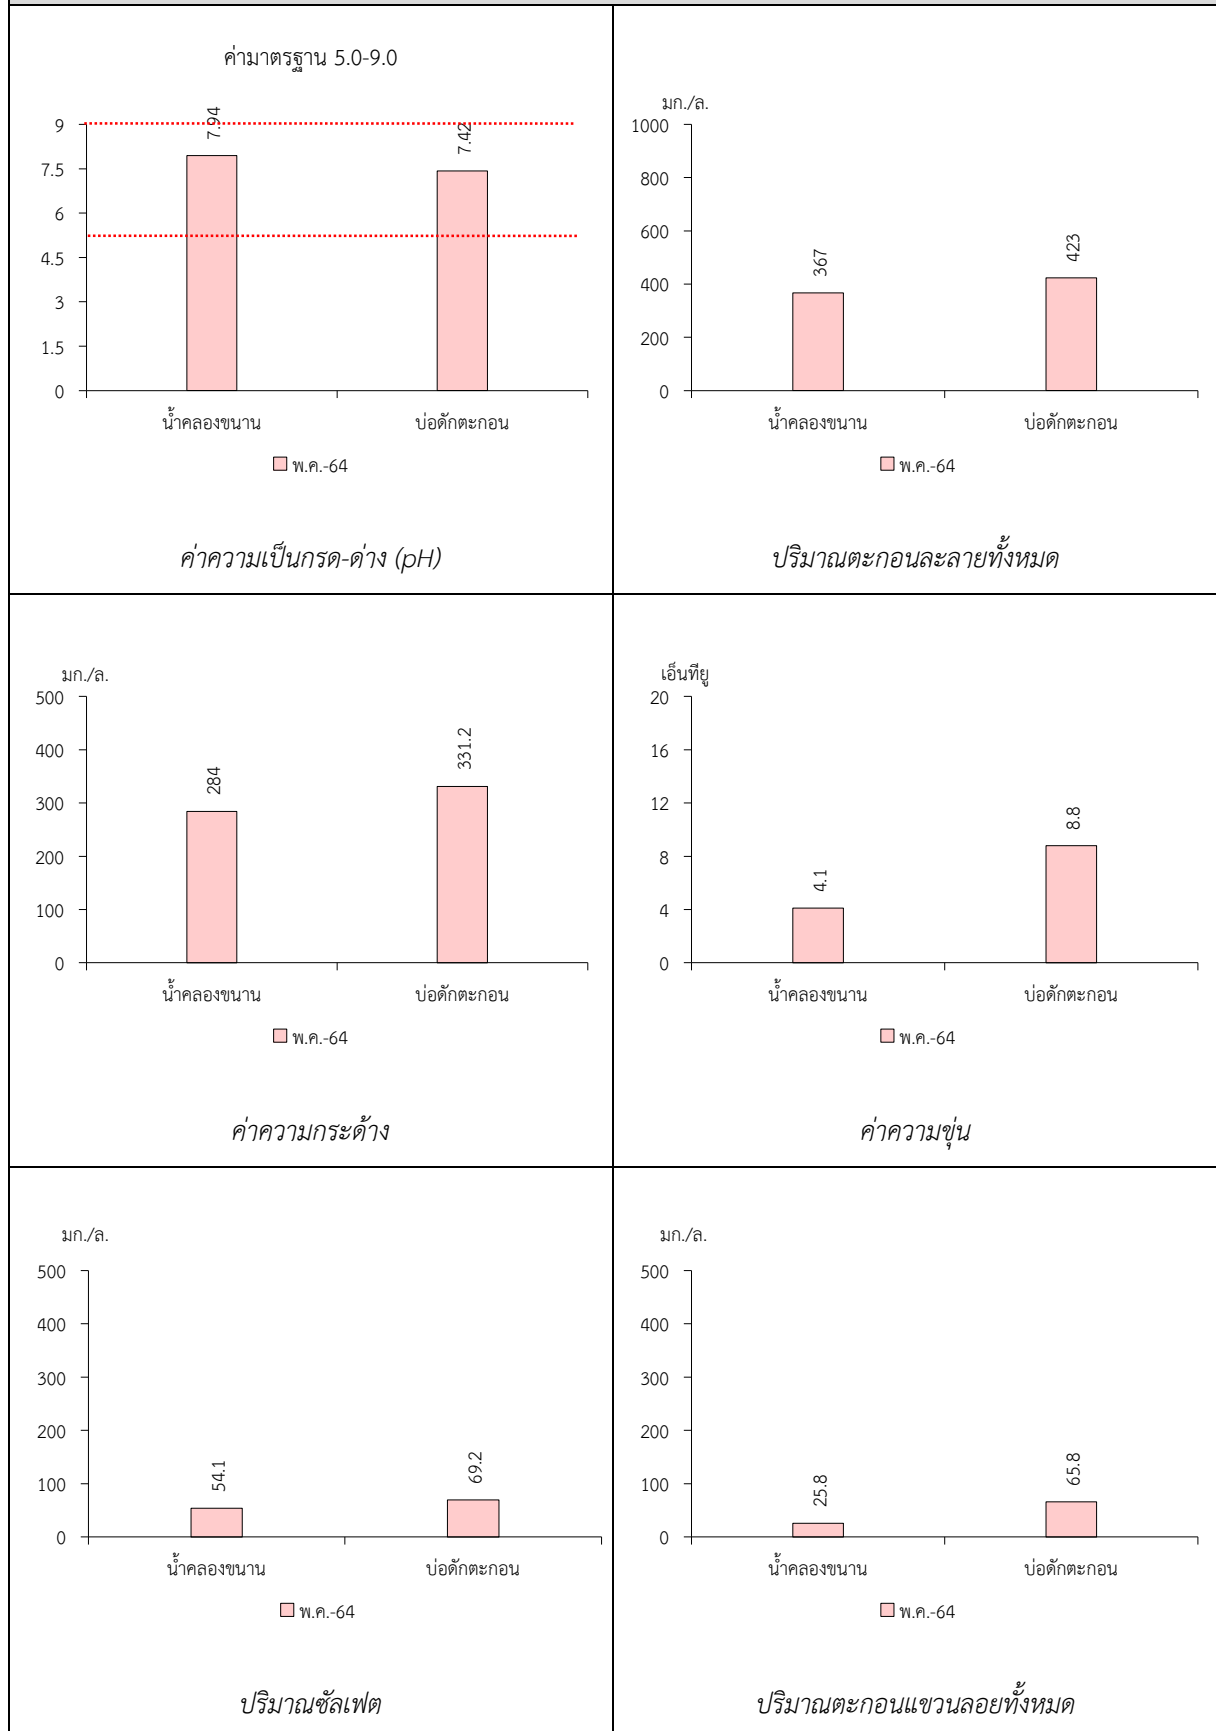 ค่ามาตรฐาน 5.0-9.0
9
7.5
6
4.5
3
1.5
0
7.94
7.42
น้ำคลองขนาน
บ่อดักตะกอน
พ.ค.-64
ค่าความเป็นกรด-ด่าง (pH)
มก./ล.
1000
800
600
400
200
0
367
423
น้ำคลองขนาน
บ่อดักตะกอน
พ.ค.-64
ปริมาณตะกอนละลายทั้งหมด
มก./ล.
500
400
300
200
100
0
284
331.2
น้ำคลองขนาน
บ่อดักตะกอน
พ.ค.-64
ค่าความกระด้าง
เอ็นทียู
20
16
12
8
4
0
4.1
8.8
น้ำคลองขนาน
บ่อดักตะกอน
พ.ค.-64
ค่าความขุ่น
มก./ล.
500
400
300
200
100
0
54.1
69.2
น้ำคลองขนาน
บ่อดักตะกอน
พ.ค.-64
ปริมาณซัลเฟต
มก./ล.
500
400
300
200
100
0
25.8
65.8
น้ำคลองขนาน
บ่อดักตะกอน
พ.ค.-64
ปริมาณตะกอนแขวนลอยทั้งหมด